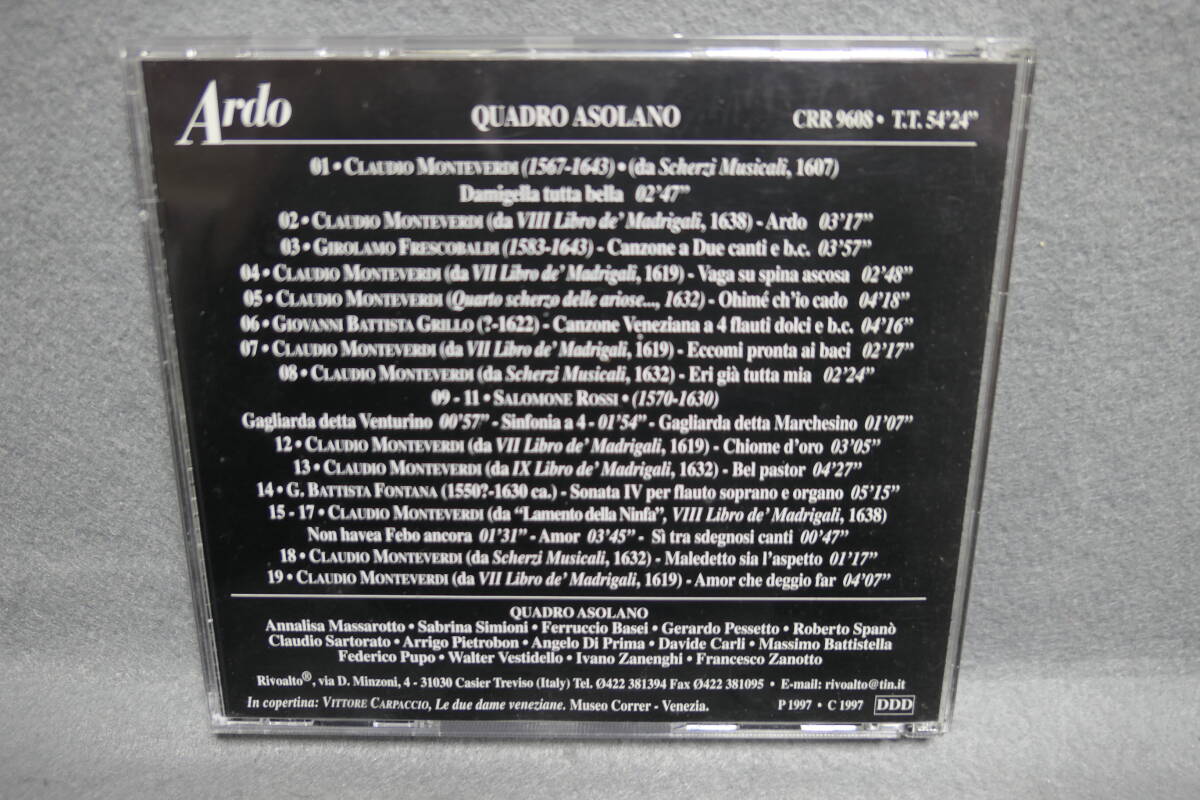 Ardo QUADRO ASOLANO CRR 9608 • T.T. 54'24"
01 • CLAUDIO MONTEVERDI (1567-1643) • (da Scherzi Musicali, 1607)
Damigella tutta bella 02'47"
02 • CLAUDIO MONTEVERDI (da VIII Libro de' Madrigali, 1638) - Ardo 03'17"
03 • GIROLAMO FRESCOBALDI (1583-1643) - Canzone a Due canti e b.c. 03'57"
04 • CLAUDIO MONTEVERDI (da VII Libro de' Madrigali, 1619) - Vaga su spina ascosa 02'48"
05 • CLAUDIO MONTEVERDI (Quarto scherzo delle ariose..., 1632) - Ohimé ch'io cado 04'18"
06 • GIOVANNI BATTISTA GRILLO (?-1622) - Canzone Veneziana a 4 flauti dolci e b.c. 04'16"
07 • CLAUDIO MONTEVERDI (da VII Libro de' Madrigali, 1619) - Eccomi pronta ai baci 02'17"
08 • CLAUDIO MONTEVERDI (da Scherzi Musicali, 1632) - Eri già tutta mia 02'24"
09 - 11 • SALOMONE ROSSI • (1570-1630)
Gagliarda detta Venturino 00'57" - Sinfonia a 4 - 01'54" - Gagliarda detta Marchesino 01'07"
12 • CLAUDIO MONTEVERDI (da VII Libro de' Madrigali, 1619) - Chiome d'oro 03'05"
13 • CLAUDIO MONTEVERDI (da IX Libro de' Madrigali, 1632) - Bel pastor 04'27"
14 • G. BATTISTA FONTANA (1550?-1630 ca.) - Sonata IV per flauto soprano e organo 05'15"
15 - 17 • CLAUDIO MONTEVERDI (da "Lamento della Ninfa", VIII Libro de' Madrigali, 1638)
Non havea Febo ancora 01'31" - Amor 03'45" - Sì tra sdegnosi canti 00'47"
18 • CLAUDIO MONTEVERDI (da Scherzi Musicali, 1632) - Maledetto sia l'aspetto 01'17"
19 • CLAUDIO MONTEVERDI (da VII Libro de' Madrigali, 1619) - Amor che deggio far 04'07"
QUADRO ASOLANO
Annalisa Massarotto • Sabrina Simioni • Ferruccio Basei • Gerardo Pessetto • Roberto Spanò
Claudio Sartorato • Arrigo Pietrobon • Angelo Di Prima • Davide Carli • Massimo Battistella
Federico Pupo • Walter Vestidello • Ivano Zanenghi • Francesco Zanotto
Rivoalto®, via D. Minzoni, 4 - 31030 Casier Treviso (Italy) Tel. 0422 381394 Fax 0422 381095 • E-mail: rivoalto@tin.it
In copertina: VITTORE CARPACCIO, Le due dame veneziane. Museo Correr - Venezia. P 1997 • C 1997 DDD